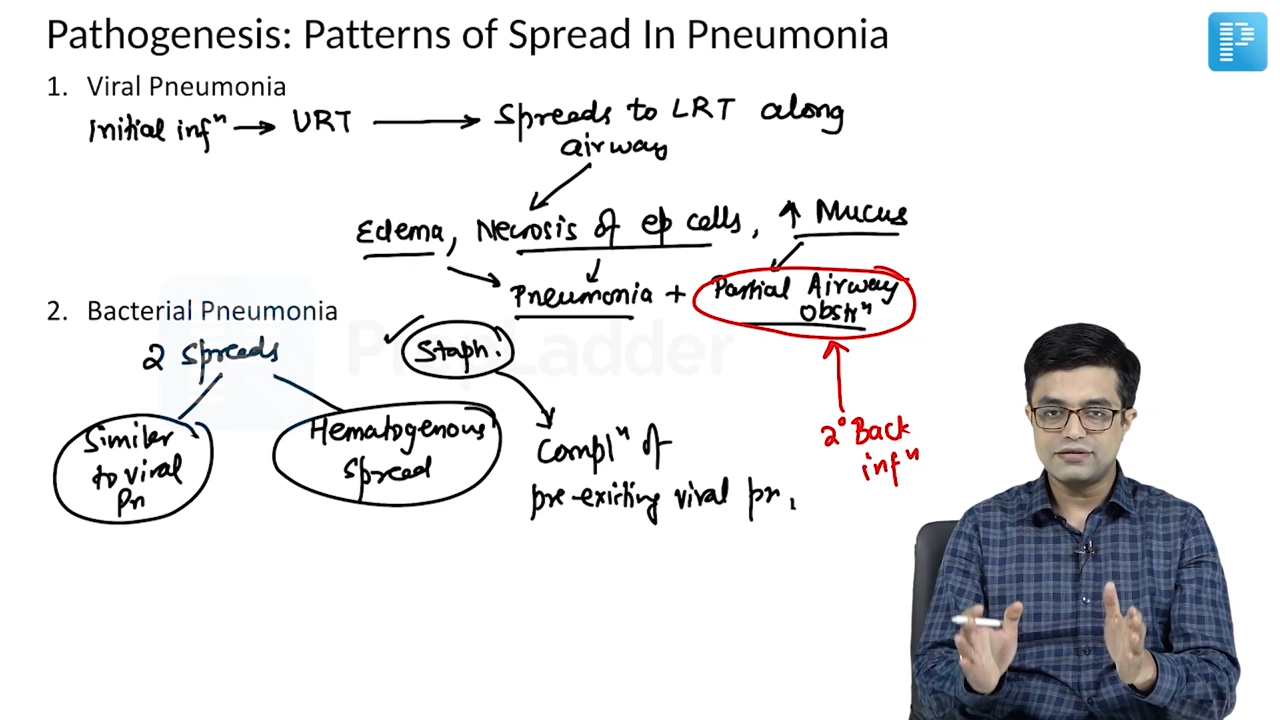 Pathogenesis: Patterns of Spread In Pneumonia
1. Viral Pneumonia
Initial infⁿ → URT → Spreads to LRT along
airway
Edema, Necrosis of ep cells, ↑ Mucus
Pneumonia + Partial Airway
Obstrⁿ
2. Bacterial Pneumonia
2 Spreads
Similar
to viral
Pn
Hematogenous
Spread
Staph.
Complⁿ of
pre-existing viral pn.
2° Back
infⁿ
PrepLadder